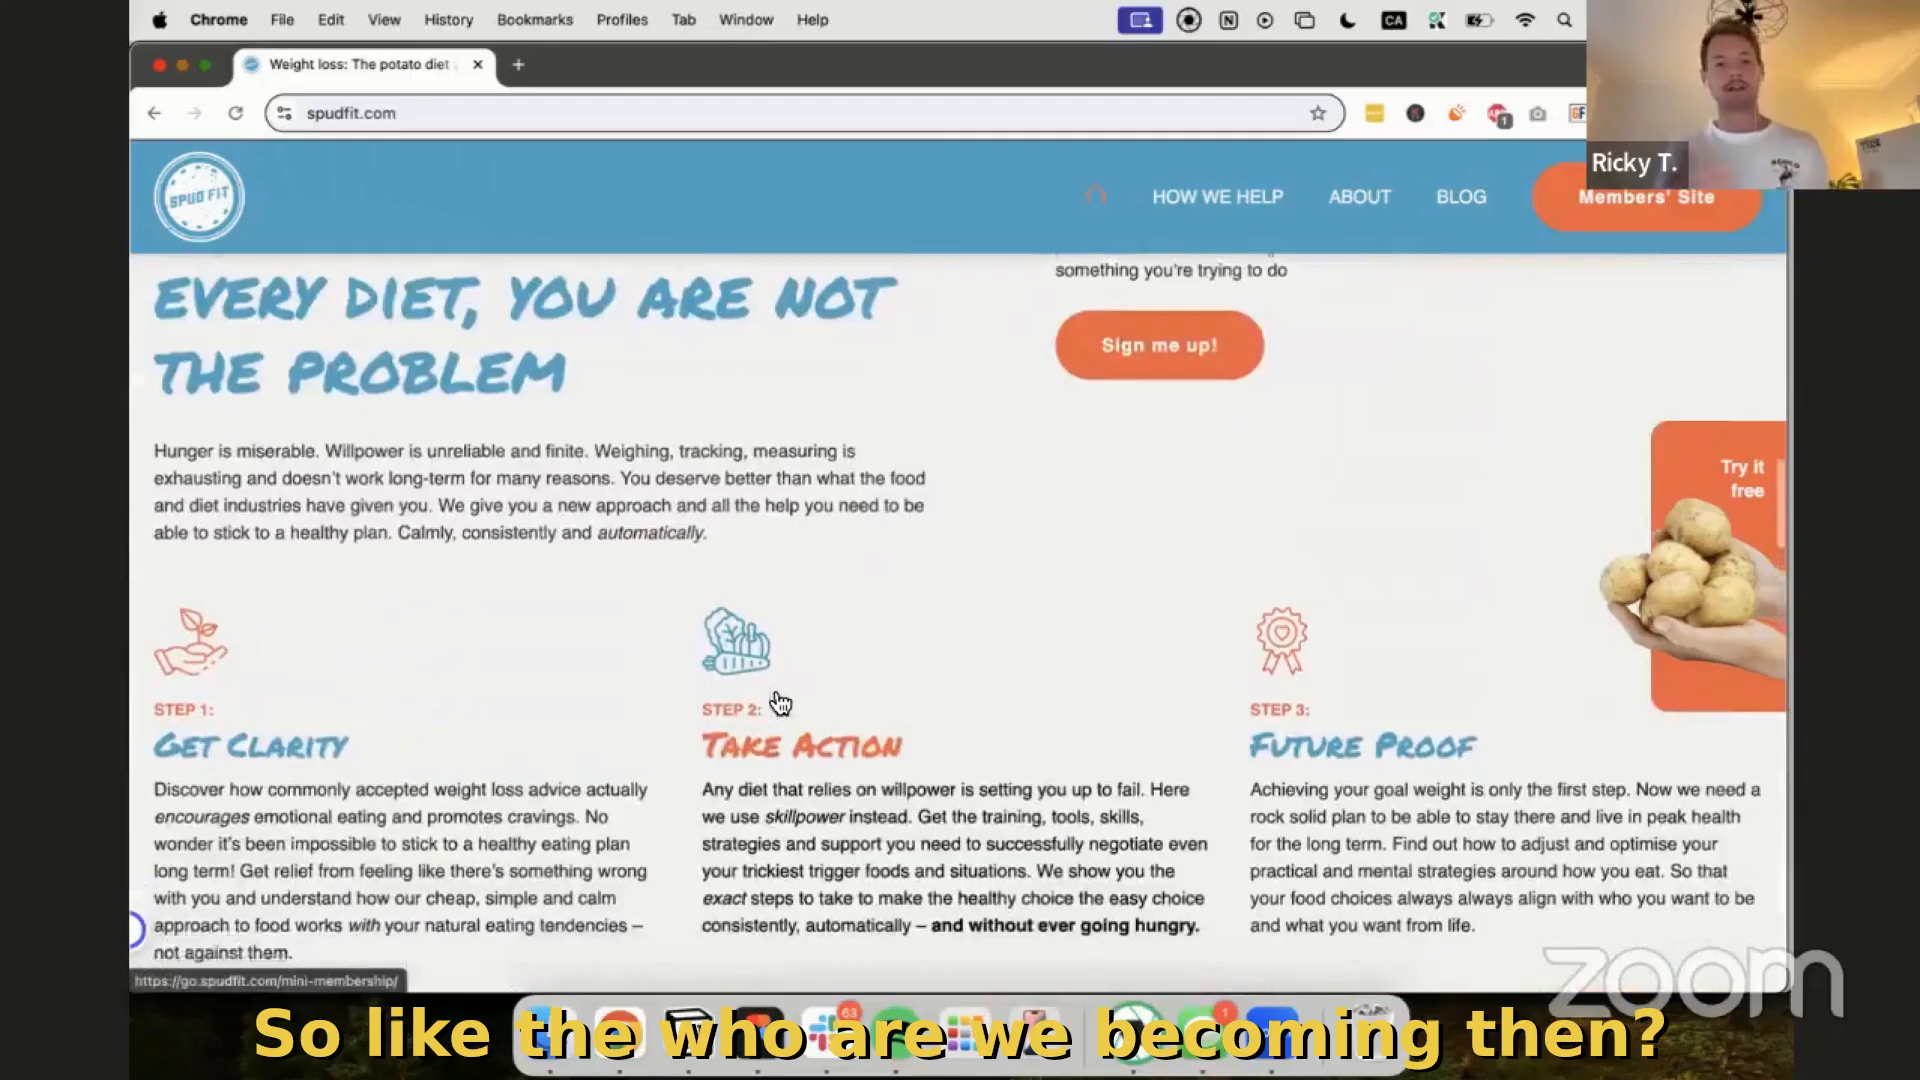 Chrome File Edit View History Bookmarks Profiles Tab Window Help
CA
Weight loss: The potato diet
spudfit.com
1
GF
Ricky T.
SPUD FIT
HOW WE HELP
ABOUT
BLOG
Members' Site
EVERY DIET, YOU ARE NOT
THE PROBLEM
something you're trying to do
Sign me up!
Hunger is miserable. Willpower is unreliable and finite. Weighing, tracking, measuring is
exhausting and doesn't work long-term for many reasons. You deserve better than what the food
and diet industries have given you. We give you a new approach and all the help you need to be
able to stick to a healthy plan. Calmly, consistently and automatically.
Try it
free
STEP 1:
GET CLARITY
Discover how commonly accepted weight loss advice actually
encourages emotional eating and promotes cravings. No
wonder it's been impossible to stick to a healthy eating plan
long term! Get relief from feeling like there's something wrong
with you and understand how our cheap, simple and calm
approach to food works with your natural eating tendencies –
not against them.
STEP 2:
TAKE ACTION
Any diet that relies on willpower is setting you up to fail. Here
we use skillpower instead. Get the training, tools, skills,
strategies and support you need to successfully negotiate even
your trickiest trigger foods and situations. We show you the
exact steps to take to make the healthy choice the easy choice
consistently, automatically – and without ever going hungry.
STEP 3:
FUTURE PROOF
Achieving your goal weight is only the first step. Now we need a
rock solid plan to be able to stay there and live in peak health
for the long term. Find out how to adjust and optimise your
practical and mental strategies around how you eat. So that
your food choices always always align with who you want to be
and what you want from life.
https://go.spudfit.com/mini-membership/
zoom
63
1
So like the who are we becoming then?